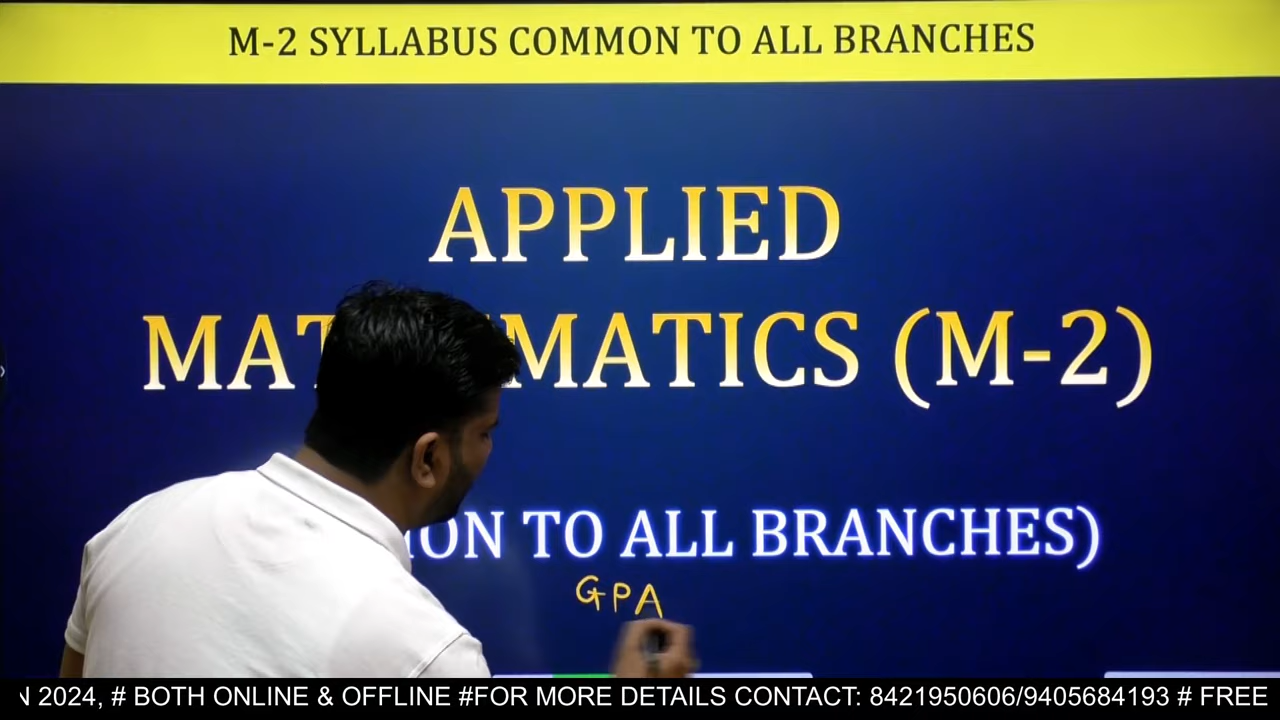 M-2 SYLLABUS COMMON TO ALL BRANCHES
APPLIED
MATHEMATICS (M-2)
ON TO ALL BRANCHES)
GPA
2024, # BOTH ONLINE & OFFLINE #FOR MORE DETAILS CONTACT: 8421950606/9405684193 # FREE